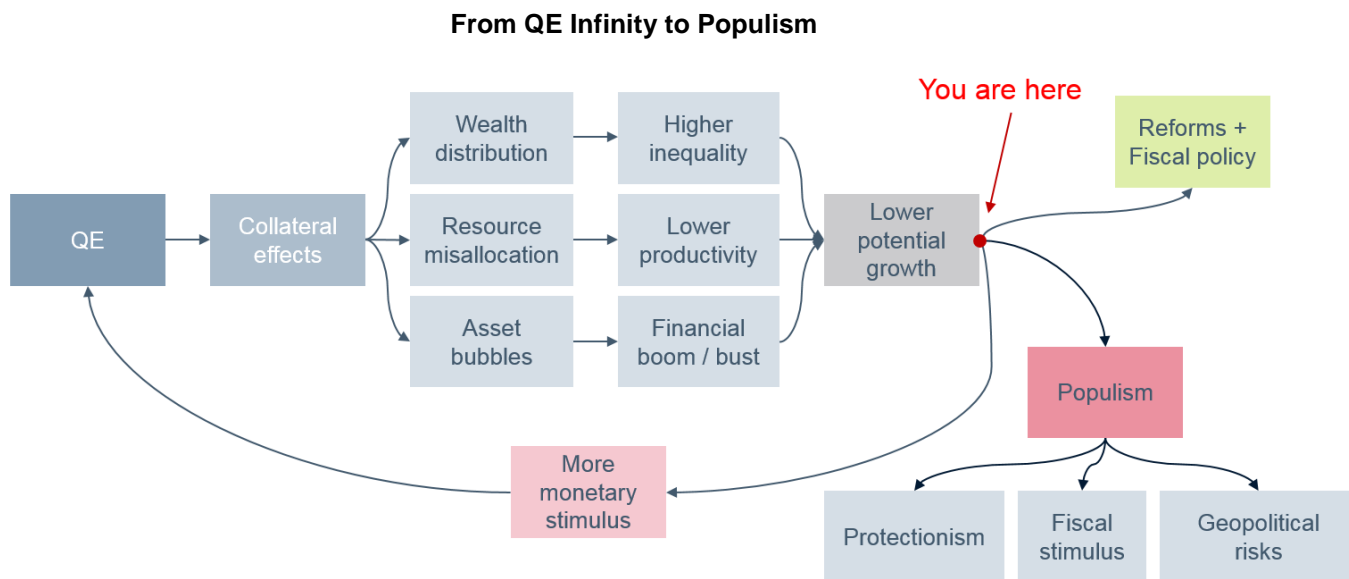 From QE Infinity to Populism
You are here
Wealth
distribution
Higher
inequality
Reforms +
Fiscal policy
QE
Collateral
effects
Resource
misallocation
Lower
productivity
Lower
potential
growth
Asset
bubbles
Financial
boom / bust
Populism
More
monetary
stimulus
Protectionism
Fiscal
stimulus
Geopolitical
risks